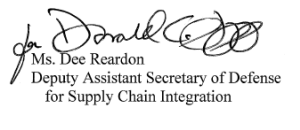 for Donald C.
Ms. Dee Reardon
Deputy Assistant Secretary of Defense
for Supply Chain Integration